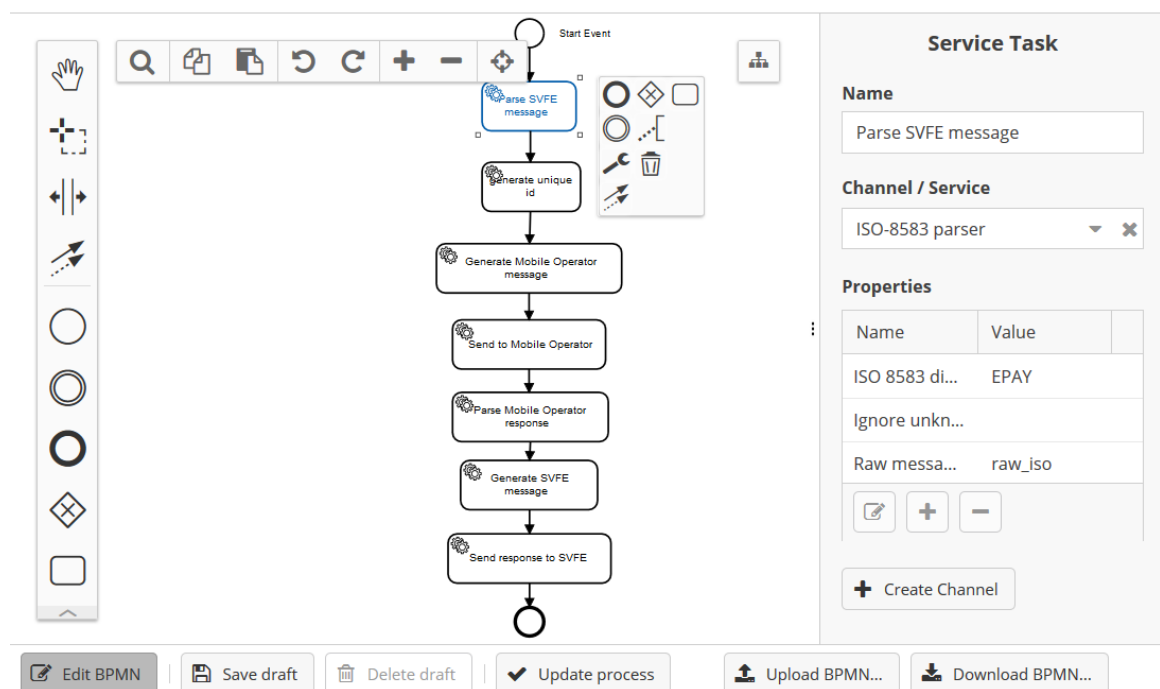 Start Event
Parse SVFE
message
Generate unique
id
Generate Mobile Operator
message
Send to Mobile Operator
Parse Mobile Operator
response
Generate SVFE
message
Send response to SVFE
Service Task
Name
Parse SVFE message
Channel / Service
ISO-8583 parser
Properties
Name Value
ISO 8583 di... EPAY
Ignore unkn...
Raw messa... raw_iso
Create Channel
Edit BPMN Save draft Delete draft Update process Upload BPMN... Download BPMN...